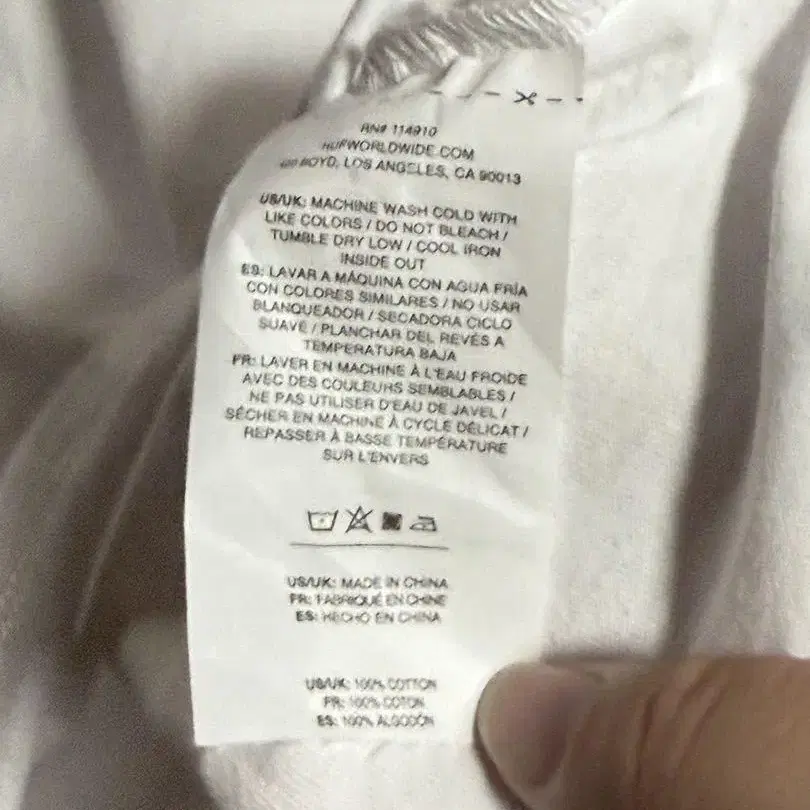 RN# 114910
HUFWORLDWIDE.COM
BOYD, LOS ANGELES, CA 90013
US/UK: MACHINE WASH COLD WITH
LIKE COLORS / DO NOT BLEACH /
TUMBLE DRY LOW / COOL IRON
INSIDE OUT
ES: LAVAR A MÁQUINA CON AGUA FRÍA
CON COLORES SIMILARES / NO USAR
BLANQUEADOR / SECADORA CICLO
SUAVE / PLANCHAR DEL REVÉS A
TEMPERATURA BAJA
FR: LAVER EN MACHINE À L'EAU FROIDE
AVEC DES COULEURS SEMBLABLES /
NE PAS UTILISER D'EAU DE JAVEL /
SÉCHER EN MACHINE À CYCLE DÉLICAT /
REPASSER À BASSE TEMPÉRATURE
SUR L'ENVERS
US/UK: MADE IN CHINA
FR: FABRIQUÉ EN CHINE
ES: HECHO EN CHINA
US/UK: 100% COTTON
FR: 100% COTON
ES: 100% ALGODÓN